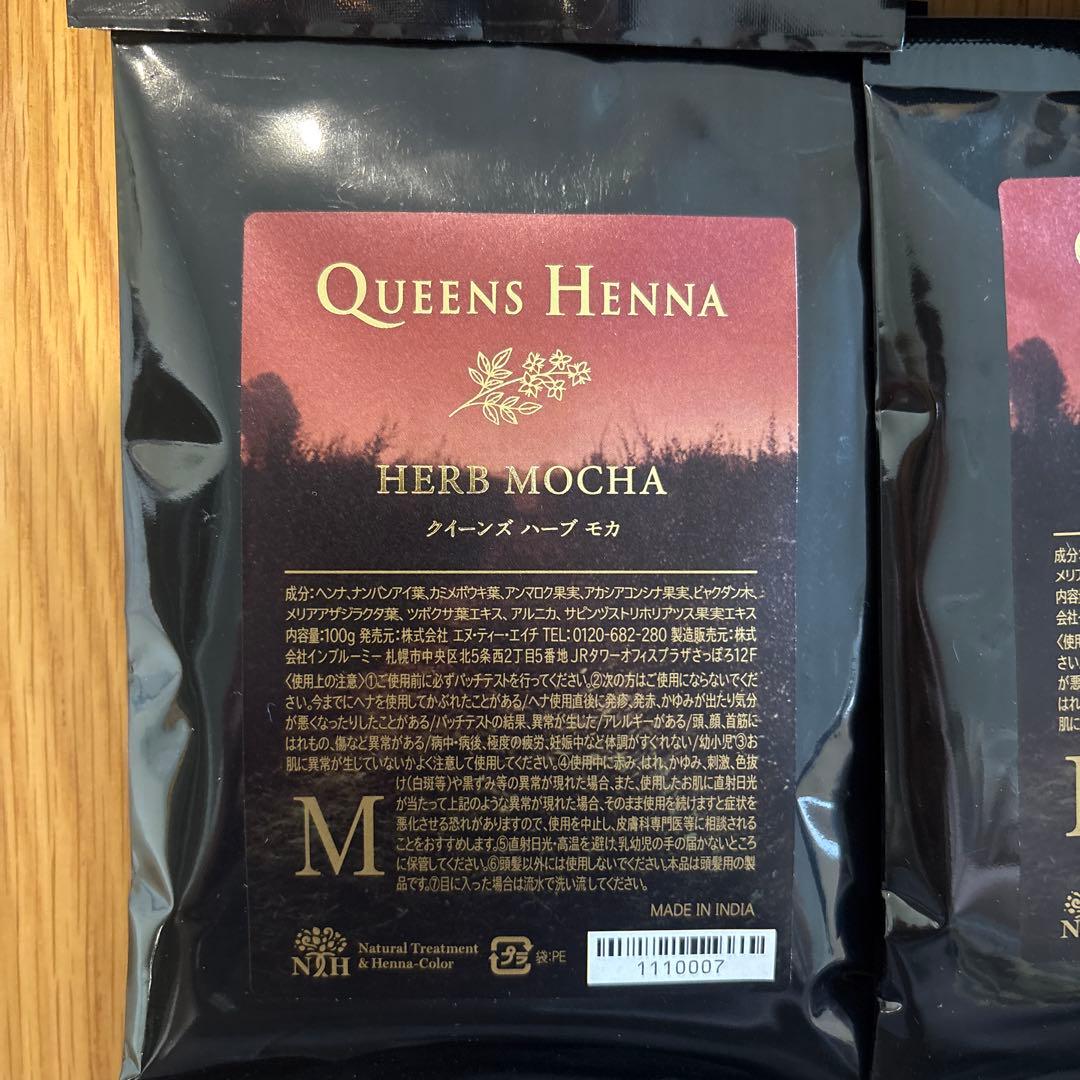 QUEENS HENNA
HERB MOCHA
クイーンズ ハーブ モカ
成分：ヘンナ、ナンバンアイ葉、カミメボウキ葉、アンマロク果実、アカシアコンシナ果実、ビャクダン木、
メリアアザジラクタ葉、ツボクサ葉エキス、アルニカ、サピンヅストリホリアツス果実エキス
内容量：100g 発売元：株式会社 エヌ・ティー・エイチ TEL：0120-682-280 製造販売元：株式
会社インブルーミー 札幌市中央区北5条西2丁目5番地JRタワーオフィスプラザさっぽろ12F
〈使用上の注意〉①ご使用前に必ずパッチテストを行ってください。②次の方はご使用にならないでくだ
さい。今までにヘナを使用してかぶれたことがある/ヘナ使用直後に発疹、発赤、かゆみが出たり気分
が悪くなったりしたことがある/パッチテストの結果、異常が生じた/アレルギーがある/頭、顔、首筋に
はれもの、傷など異常がある/病中・病後、極度の疲労、妊娠中など体調がすぐれない/幼小児 ③お
肌に異常が生じていないかよく注意して使用してください。④使用中に赤み、はれ、かゆみ、刺激、色抜
け（白斑等）や黒ずみ等の異常が現れた場合、また、使用したお肌に直射日光
が当たって上記のような異常が現れた場合、そのまま使用を続けますと症状を
悪化させる恐れがありますので、使用を中止し、皮膚科専門医等に相談される
ことをおすすめします。⑤直射日光・高温を避け、乳幼児の手の届かないところ
に保管してください。⑥頭髪以外には使用しないでください。本品は頭髪用の製
品です。⑦目に入った場合は流水で洗い流してください。
M
MADE IN INDIA
NTH
Natural Treatment
& Henna-Color
プラ 袋：PE
1110007
成分
メリア
内容
会社
〈使
さい
が悪
はれ
肌に